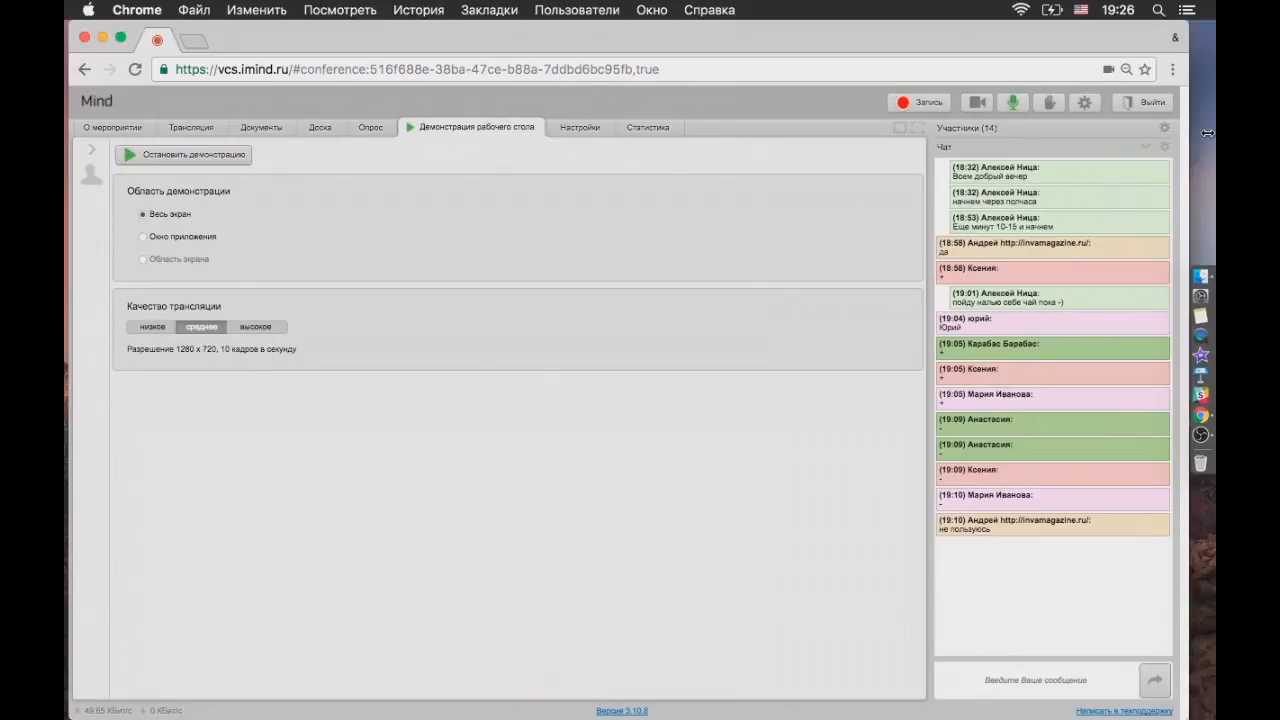 Chrome Файл Изменить Посмотреть История Закладки Пользователи Окно Справка 19:26
&
https://vcs.imind.ru/#conference:516f688e-38ba-47ce-b88a-7ddbd6bc95fb,true
Mind
Запись
Выйти
О мероприятии Трансляция Документы Доска Опрос Демонстрация рабочего стола Настройки Статистика
Остановить демонстрацию
Область демонстрации
Весь экран
Окно приложения
Область экрана
Качество трансляции
низкое среднее высокое
Разрешение 1280 x 720, 10 кадров в секунду
Участники (14)
Чат
(18:32) Алексей Ница:
Всем добрый вечер
(18:32) Алексей Ница:
начнем через полчаса
(18:53) Алексей Ница:
Еще минут 10-15 и начнем
(18:58) Андрей http://invamagazine.ru/:
да
(18:58) Ксения:
+
(19:01) Алексей Ница:
пойду налью себе чай пока -)
(19:04) юрий:
Юрий
(19:05) Карабас Барабас:
+
(19:05) Ксения:
+
(19:05) Мария Иванова:
+
(19:09) Анастасия:
-
(19:09) Анастасия:
-
(19:09) Ксения:
-
(19:10) Мария Иванова:
-
(19:10) Андрей http://invamagazine.ru/:
не пользуюсь
Введите Ваше сообщение
49.65 КБит/с 0 КБит/с
Версия 3.10.8
Написать в техподдержку